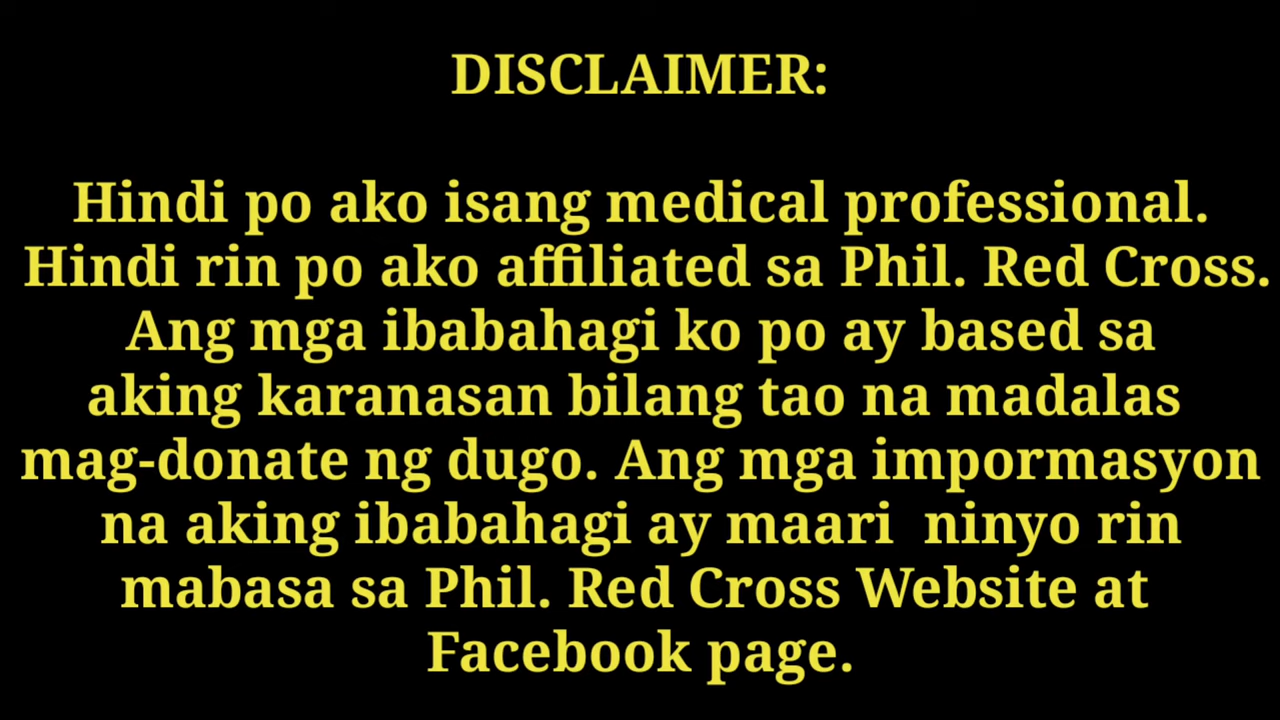 DISCLAIMER:
Hindi po ako isang medical professional.
Hindi rin po ako affiliated sa Phil. Red Cross.
Ang mga ibabahagi ko po ay based sa
aking karanasan bilang tao na madalas
mag-donate ng dugo. Ang mga impormasyon
na aking ibabahagi ay maari  ninyo rin
mabasa sa Phil. Red Cross Website at
Facebook page.